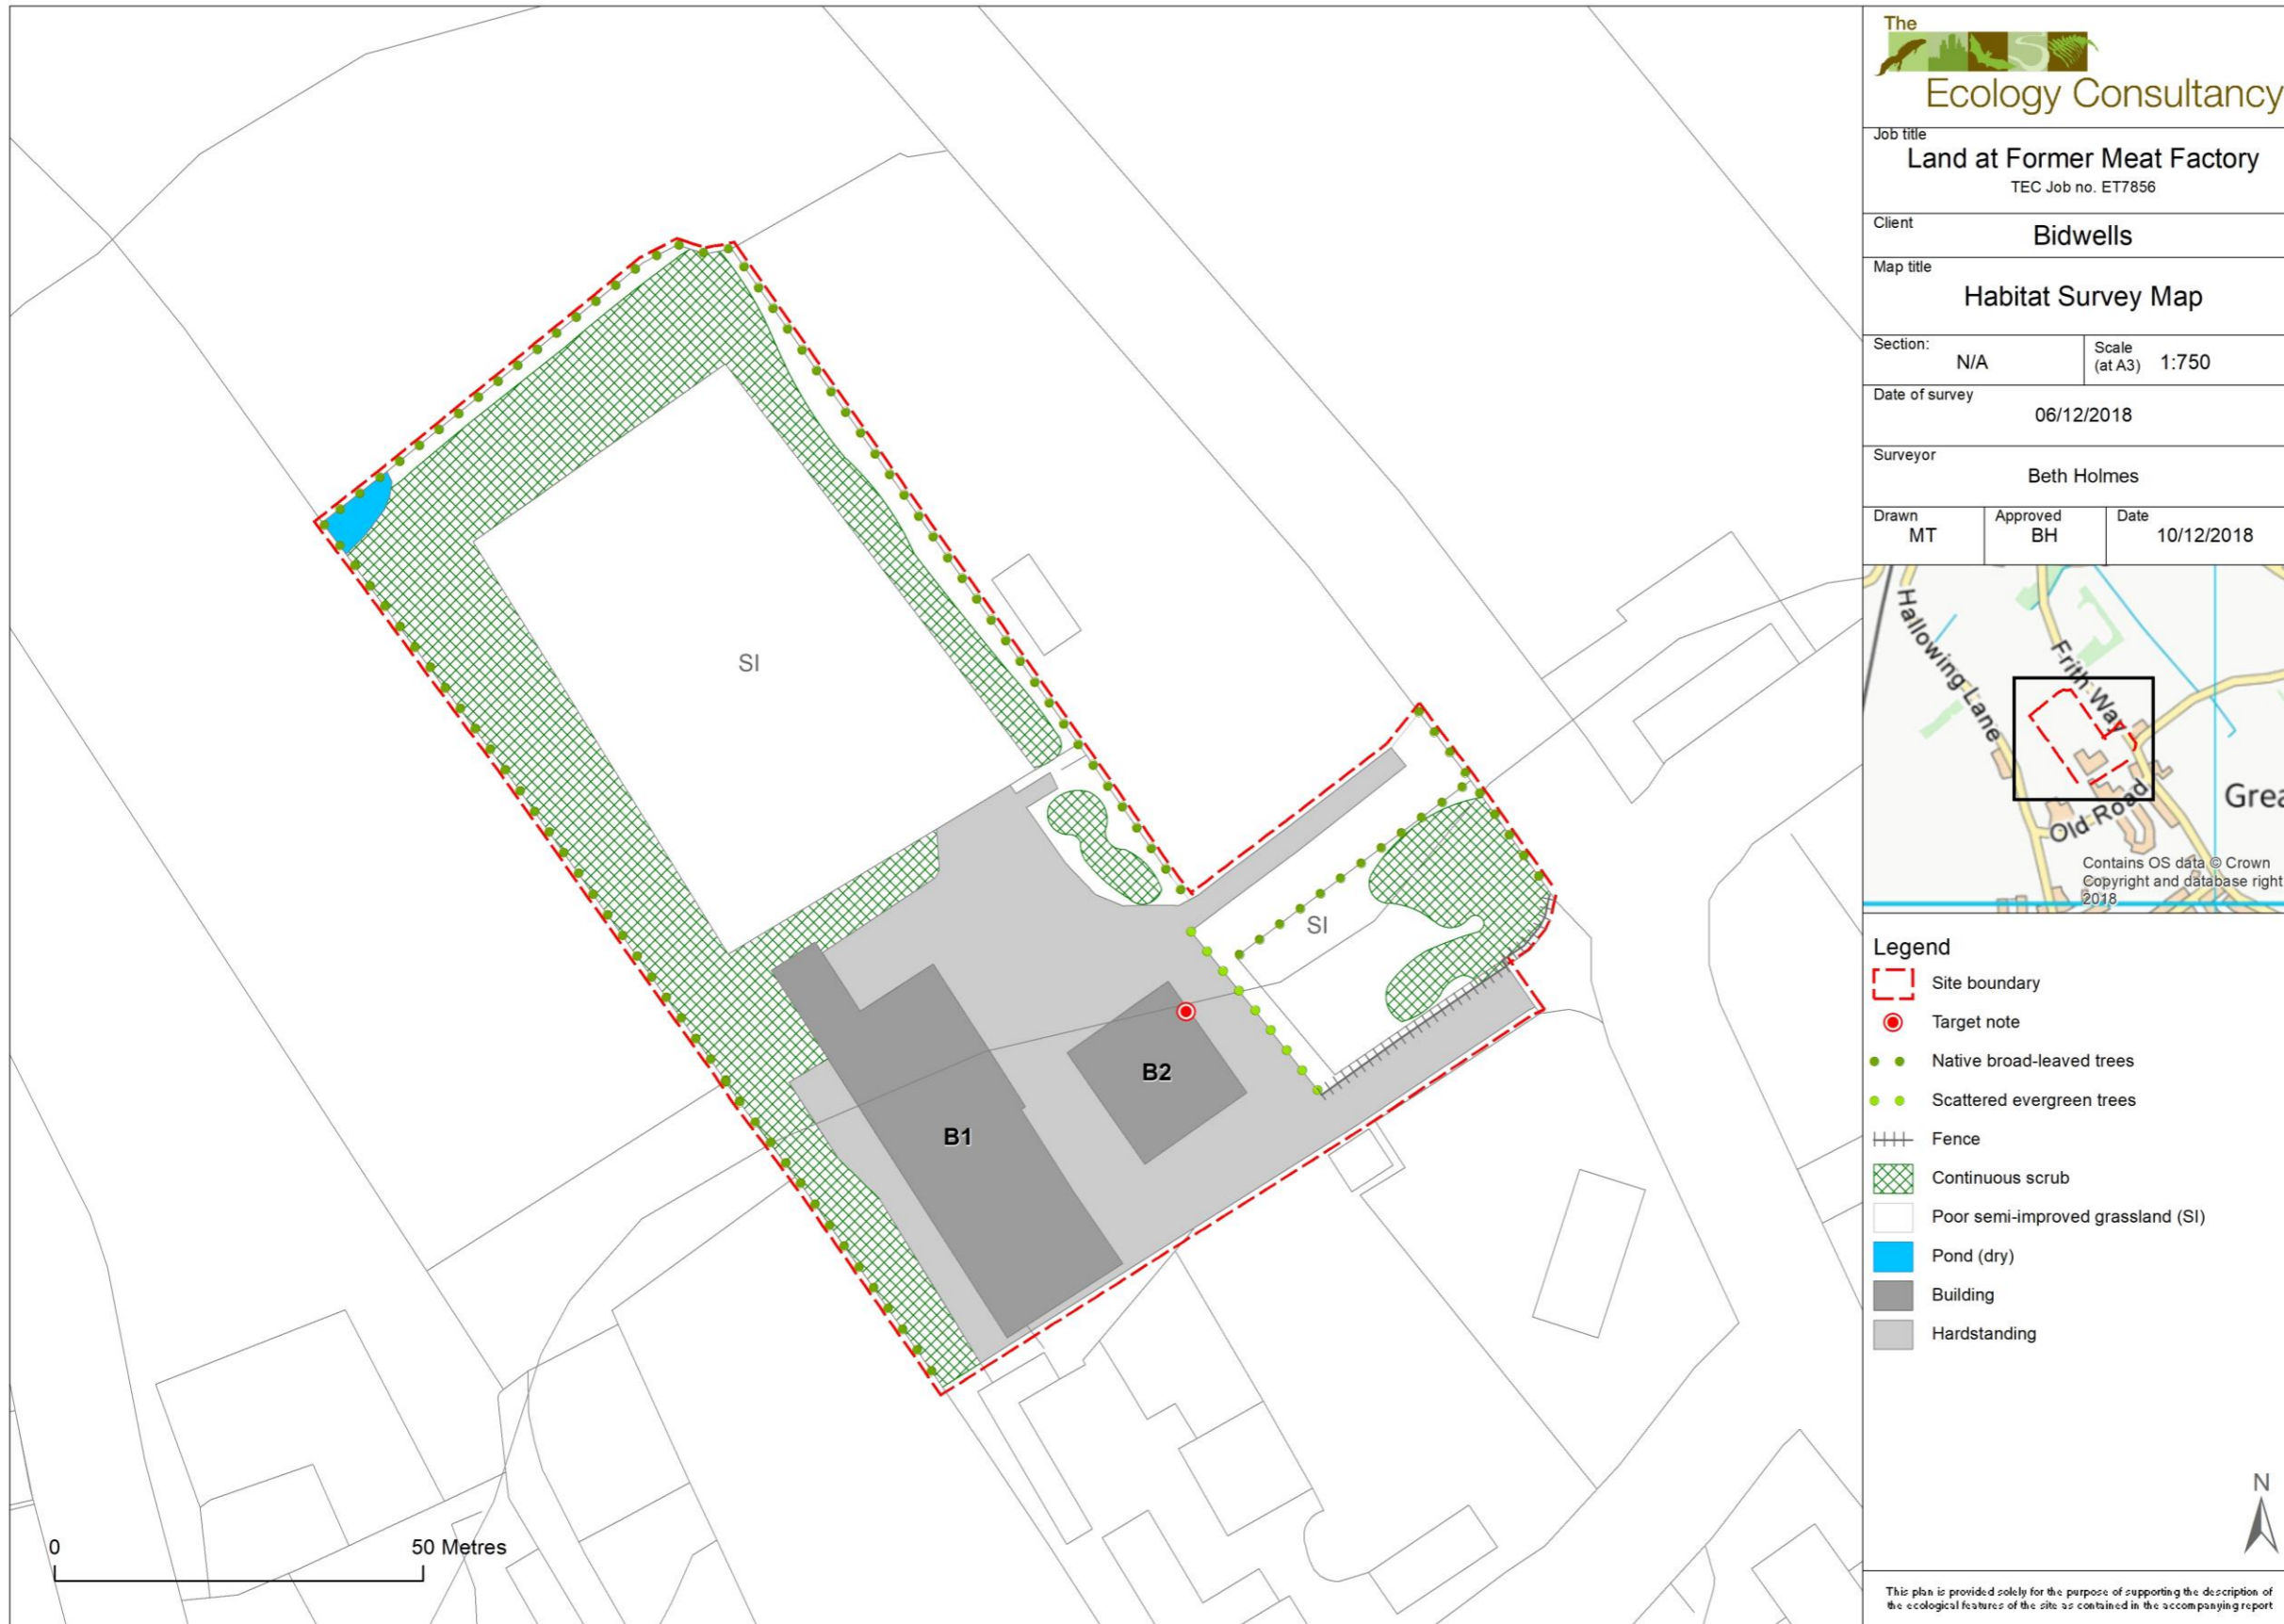 The
Ecology Consultancy
Job title
Land at Former Meat Factory
TEC Job no. ET7856
Client
Bidwells
Map title
Habitat Survey Map
Section:
N/A
Scale
(at A3) 1:750
Date of survey
06/12/2018
Surveyor
Beth Holmes
Drawn
MT
Approved
BH
Date
10/12/2018
Hallowing Lane
Frith Way
Old Road
Grea
Contains OS data © Crown
Copyright and database right
2018
SI
SI
B1
B2
Legend
Site boundary
Target note
Native broad-leaved trees
Scattered evergreen trees
Fence
Continuous scrub
Poor semi-improved grassland (SI)
Pond (dry)
Building
Hardstanding
N
0 50 Metres
This plan is provided solely for the purpose of supporting the description of
the ecological features of the site as contained in the accompanying report